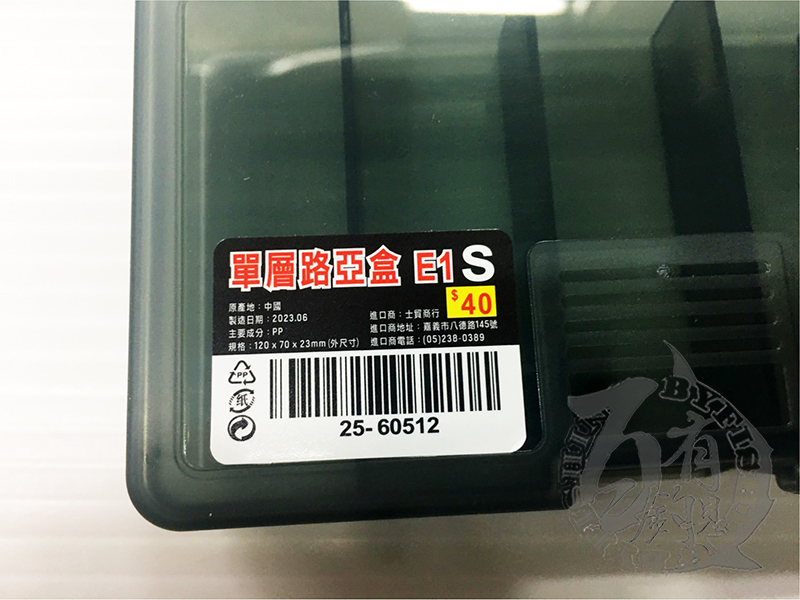 單層路亞盒 E1 S
$40
原產地：中國
製造日期：2023.06
主要成分：PP
規格：120 x 70 x 23mm(外尺寸)
進口商：士貿商行
進口商地址：嘉義市八德路145號
進口商電話：(05)238-0389
PP
纸
25-60512